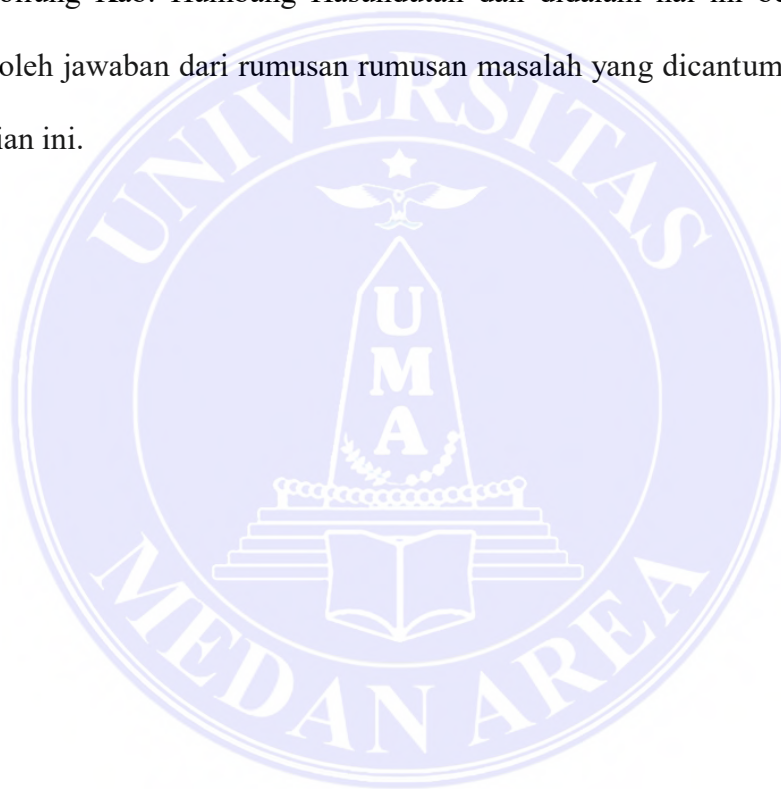 Kab. Humbang Hasundutan dan didalam hal ini
oleh jawaban dari rumusan rumusan masalah yang
ian ini.
UNIVERSITAS
UMA
MEDAN AREA